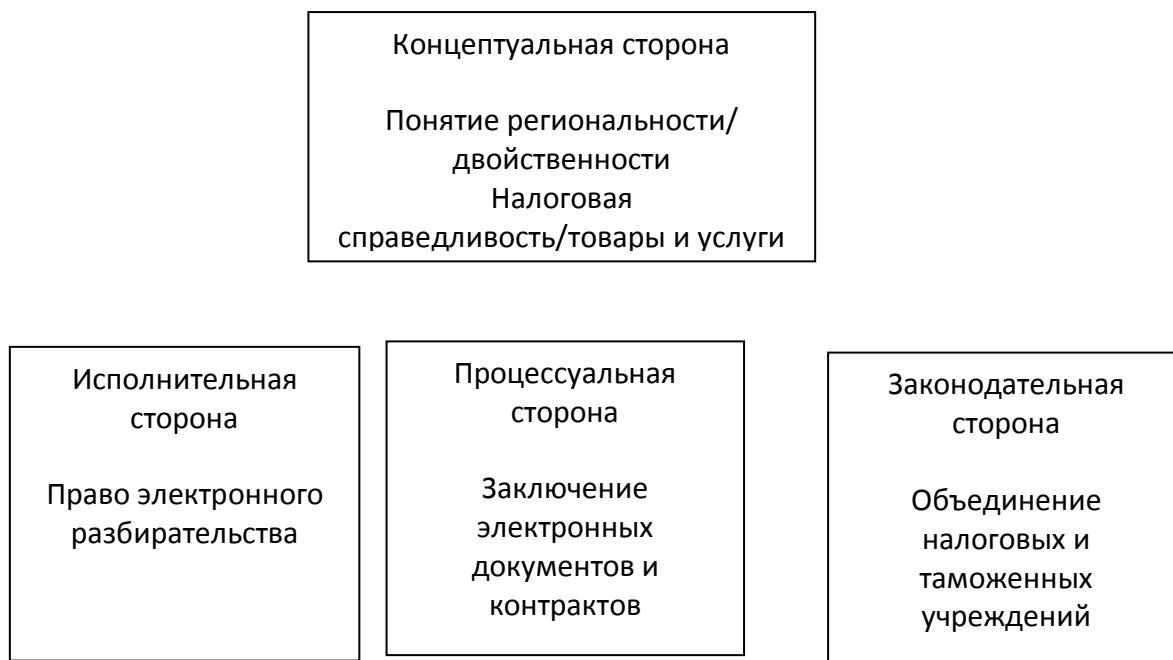 Концептуальная сторона
Понятие региональности/
двойственности
Налоговая
справедливость/товары и услуги
Исполнительная
сторона
Право электронного
разбирательства
Процессуальная
сторона
Заключение
электронных
документов и
контрактов
Законодательная
сторона
Объединение
налоговых и
таможенных
учреждений